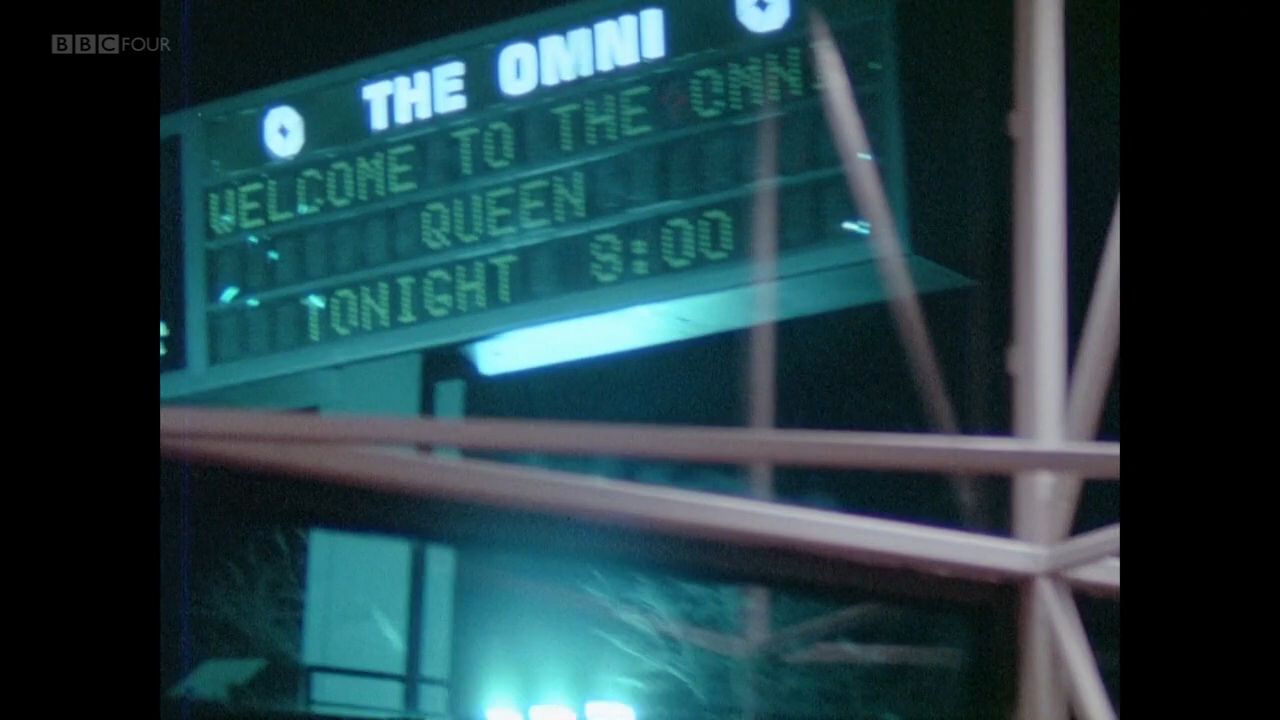 BBC FOUR
THE OMNI
WELCOME TO THE OMNI
QUEEN
TONIGHT 8:00